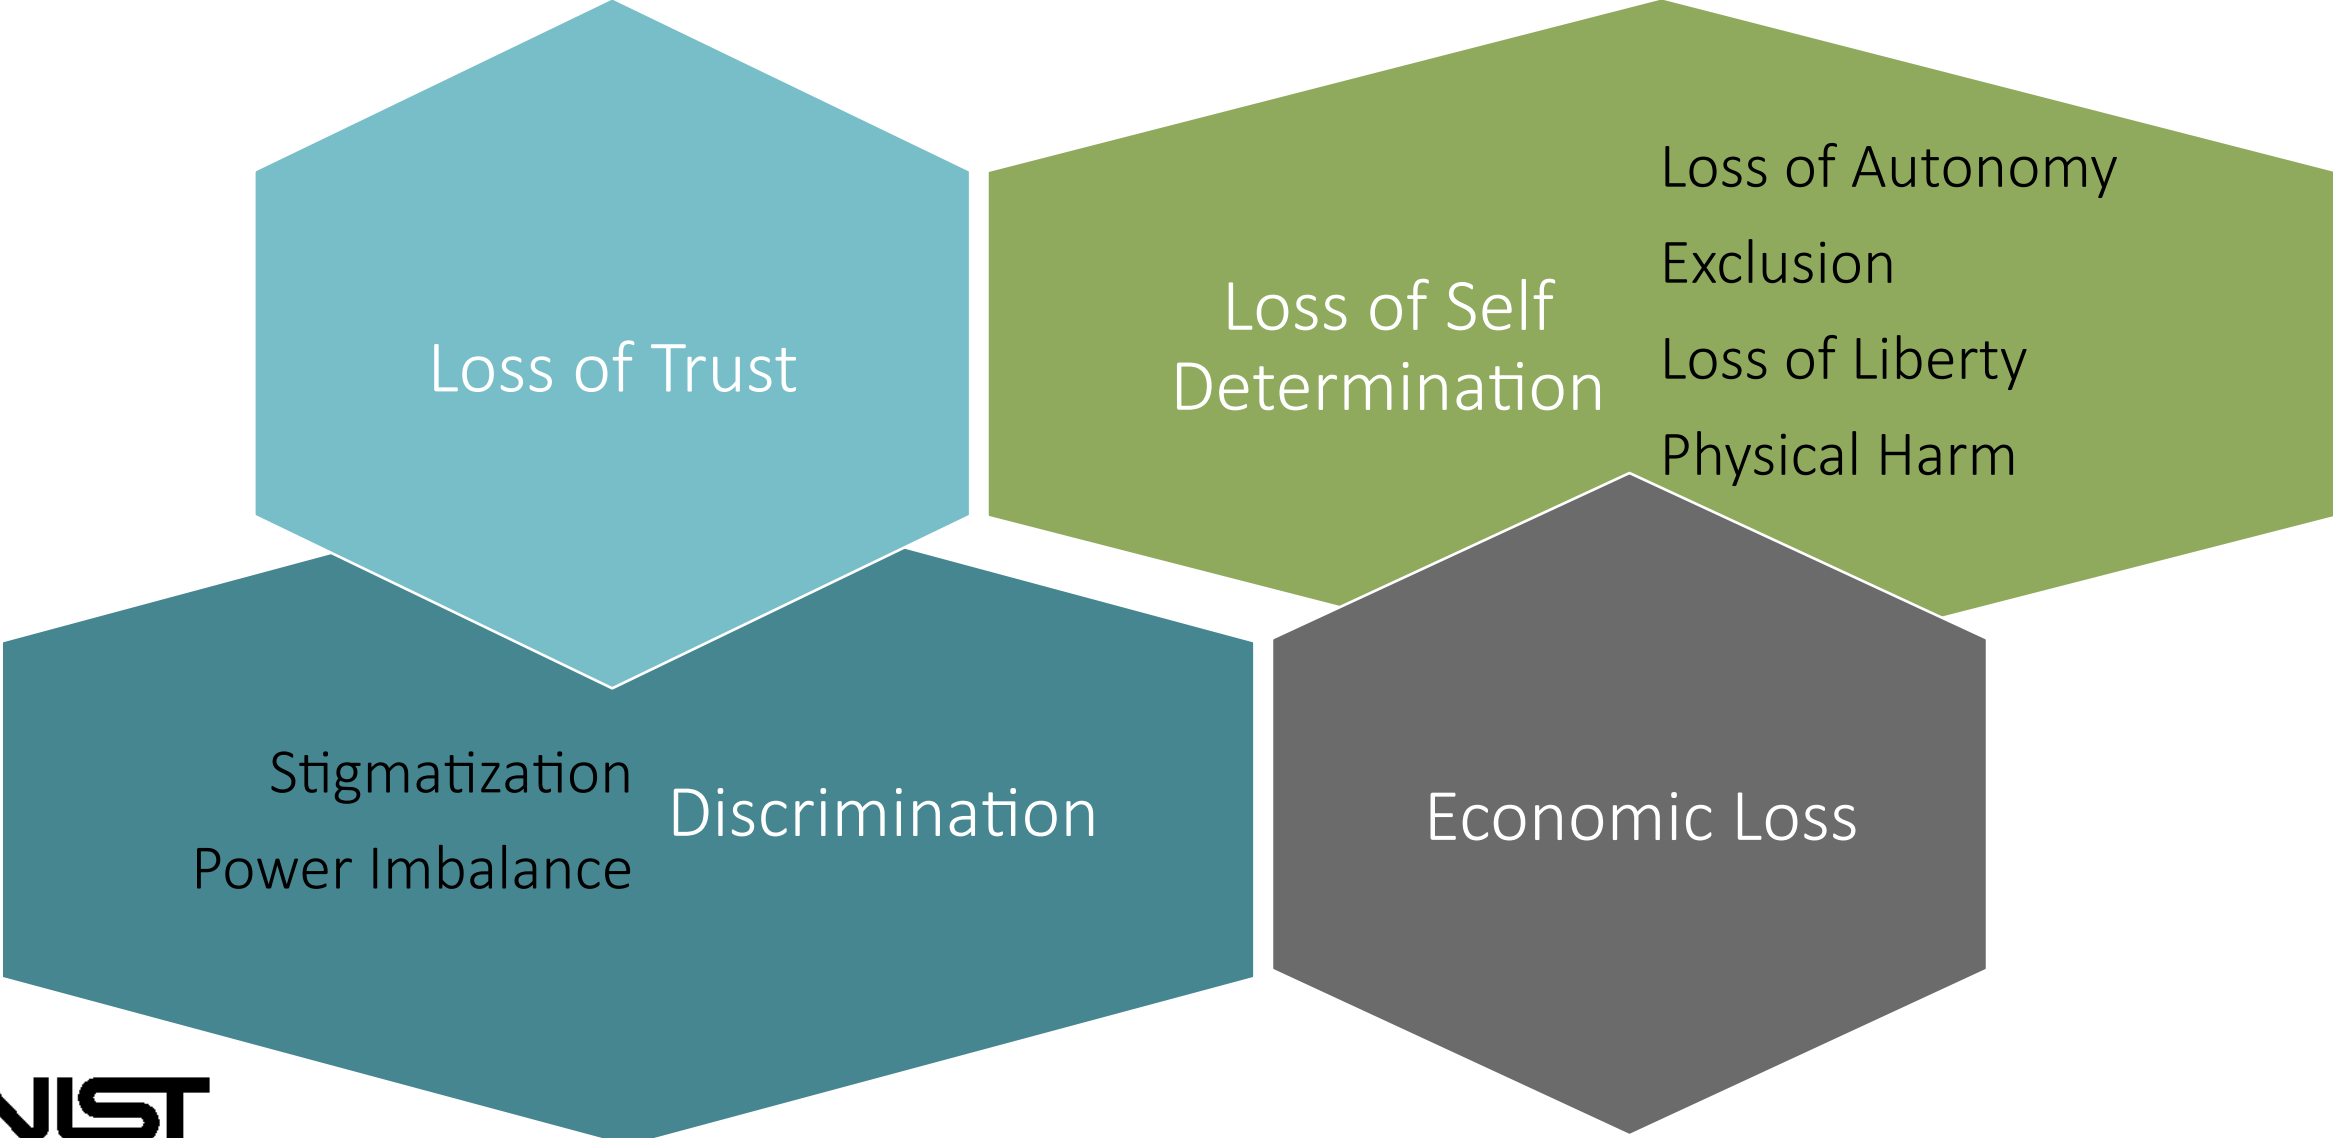 Loss of Trust
Loss of Self
Determination
Loss of Autonomy
Exclusion
Loss of Liberty
Physical Harm
Stigmatization
Power Imbalance
Discrimination
Economic Loss
NIST